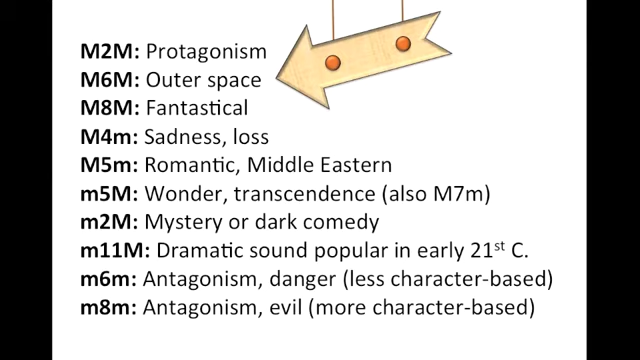 M2M: Protagonism
M6M: Outer space
M8M: Fantastical
M4m: Sadness, loss
M5m: Romantic, Middle Eastern
m5M: Wonder, transcendence (also M7m)
m2M: Mystery or dark comedy
m11M: Dramatic sound popular in early 21st C.
m6m: Antagonism, danger (less character-based)
m8m: Antagonism, evil (more character-based)